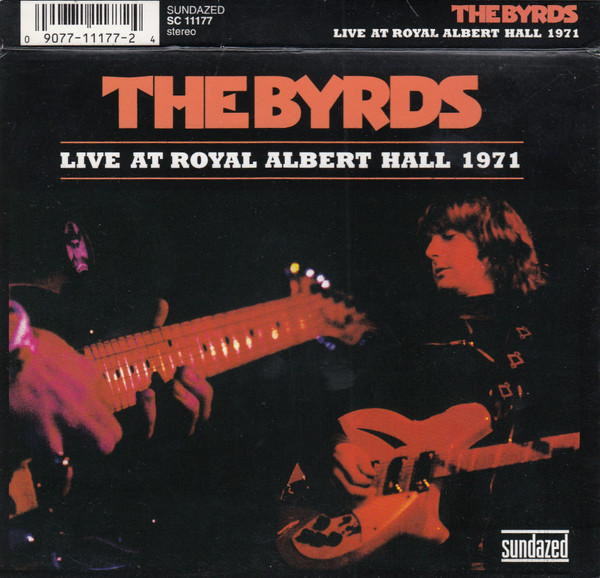 SUNDAZED
SC 11177
stereo
0 9077-11177-2 4
THE BYRDS
LIVE AT ROYAL ALBERT HALL 1971
THE BYRDS
LIVE AT ROYAL ALBERT HALL 1971
sundazed